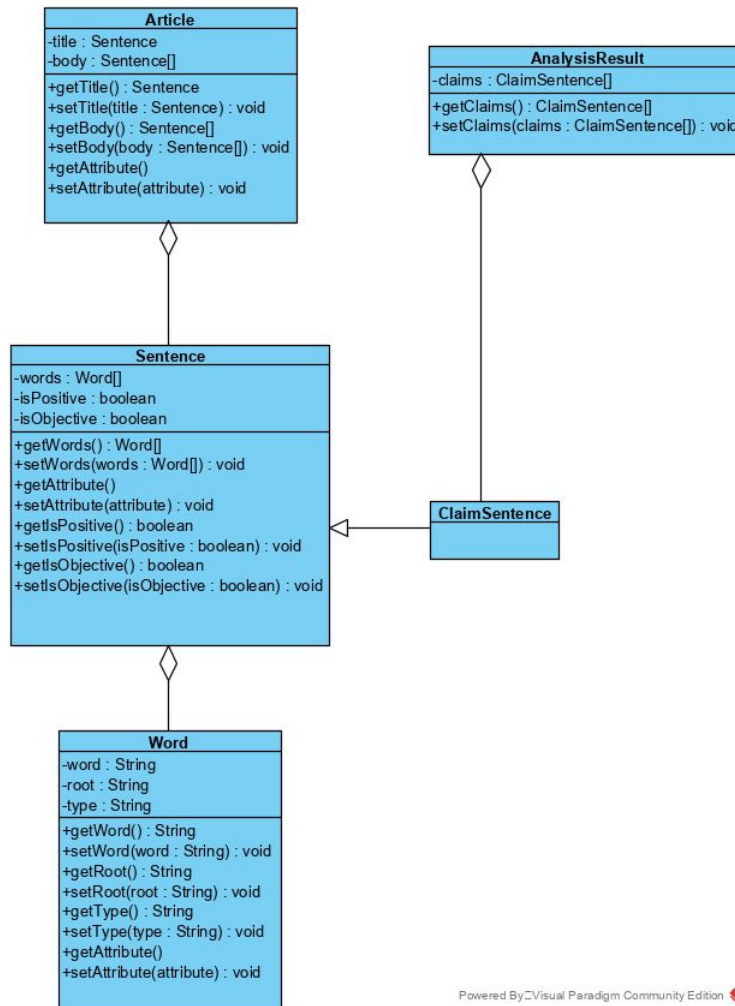 Article
-title : Sentence
-body : Sentence[]
+getTitle() : Sentence
+setTitle(title : Sentence) : void
+getBody() : Sentence[]
+setBody(body : Sentence[]) : void
+getAttribute()
+setAttribute(attribute) : void
AnalysisResult
-claims : ClaimSentence[]
+getClaims() : ClaimSentence[]
+setClaims(claims : ClaimSentence[]) : void
Sentence
-words : Word[]
-isPositive : boolean
-isObjective : boolean
+getWords() : Word[]
+setWords(words : Word[]) : void
+getAttribute()
+setAttribute(attribute) : void
+getIsPositive() : boolean
+setIsPositive(isPositive : boolean) : void
+getIsObjective() : boolean
+setIsObjective(isObjective : boolean) : void
ClaimSentence
Word
-word : String
-root : String
-type : String
+getWord() : String
+setWord(word : String) : void
+getRoot() : String
+setRoot(root : String) : void
+getType() : String
+setType(type : String) : void
+getAttribute()
+setAttribute(attribute) : void
Powered By Visual Paradigm Community Edition